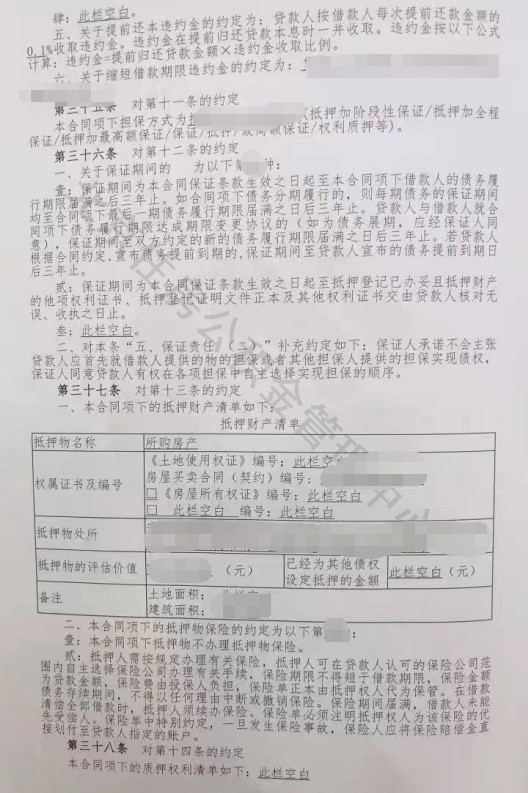 肆：此栏空白。
五、关于提前还本违约金的约定为：贷款人按借款人每次提前还款金额的
0.1%收取违约金。违约金在提前归还贷款本息时一并收取。违约金按以下公式
计算：违约金=提前归还贷款金额×违约金收取比例。
六、关于缩短借款期限违约金的约定为：
第三十五条 对第十一条的约定
本合同项下担保方式为 (抵押加阶段性保证/抵押加全程
保证/抵押加最高额保证/保证/抵押/最高额保证/权利质押等)。
第三十六条 对第十二条的约定
一、关于保证期间的 为以下第 种：
壹：保证期间为本合同保证条款生效之日起至本合同项下借款人的债务履
行期限届满之后三年止。如合同项下债务分期履行的，则每期债务的保证期间
均至合同项下最后一期债务履行期限届满之日后三年止。贷款人与借款人就合
同项下债务履行期限达成期限变更协议的（如为债务展期，应经保证人同
意），保证期间至双方约定的新的债务履行期限届满之日后三年止。若贷款人
根据合同约定，宣布债务提前到期的，保证期间至贷款人宣布的债务提前到期日
后三年止。
贰：保证期间为本合同保证条款生效之日起至抵押登记已办妥且抵押财产
的他项权利证书、抵押登记证明文件正本及其他权利证书交由贷款人核对无
误、收执之日止。
叁：此栏空白。
二、对本条“五、保证责任（二）”补充约定如下：保证人承诺不会主张
贷款人应首先就借款人提供的物的担保或者其他担保人提供的担保实现债权，
保证人同意贷款人有权在各项担保中自主选择实现担保的顺序。
第三十七条 对第十三条的约定
一、本合同项下的抵押财产清单如下：
抵押财产清单
抵押物名称 所购房产
权属证书及编号 《土地使用权证》编号：此栏空
房屋买卖合同（契约）编号：
□《房屋所有权证》编号：此栏空白
□ 此栏空白 编号：此栏空白
抵押物处所
抵押物的评估价值 （元） 已经为其他债权设定抵押的金额 此栏空白（元）
备注 土地面积：
建筑面积：
二、本合同项下的抵押物保险的约定为以下第 ：
壹：本合同项下抵押物不办理抵押物保险。
贰：抵押人需按规定办理有关保险，抵押人可在贷款人认可的保险公司范
围内自主选择保险公司办理有关手续，保险期限不得短于借款期限，保险金额
为贷款金额，保险费由投保人负担，保险单正本由抵押权人代为保管。在借款
债务存续期间，不得以任何理由中断或撤销保险。保险期间届满，借款人未能
清偿全部借款时，抵押人须续办保险。保险单必须注明抵押权人为该保险的优
先受偿人。保险单中特别约定，一旦发生保险事故，保险人应将保险赔偿金直
接划付至贷款人指定的账户。
第三十八条 对第十四条的约定
本合同项下的质押权利清单如下：此栏空白